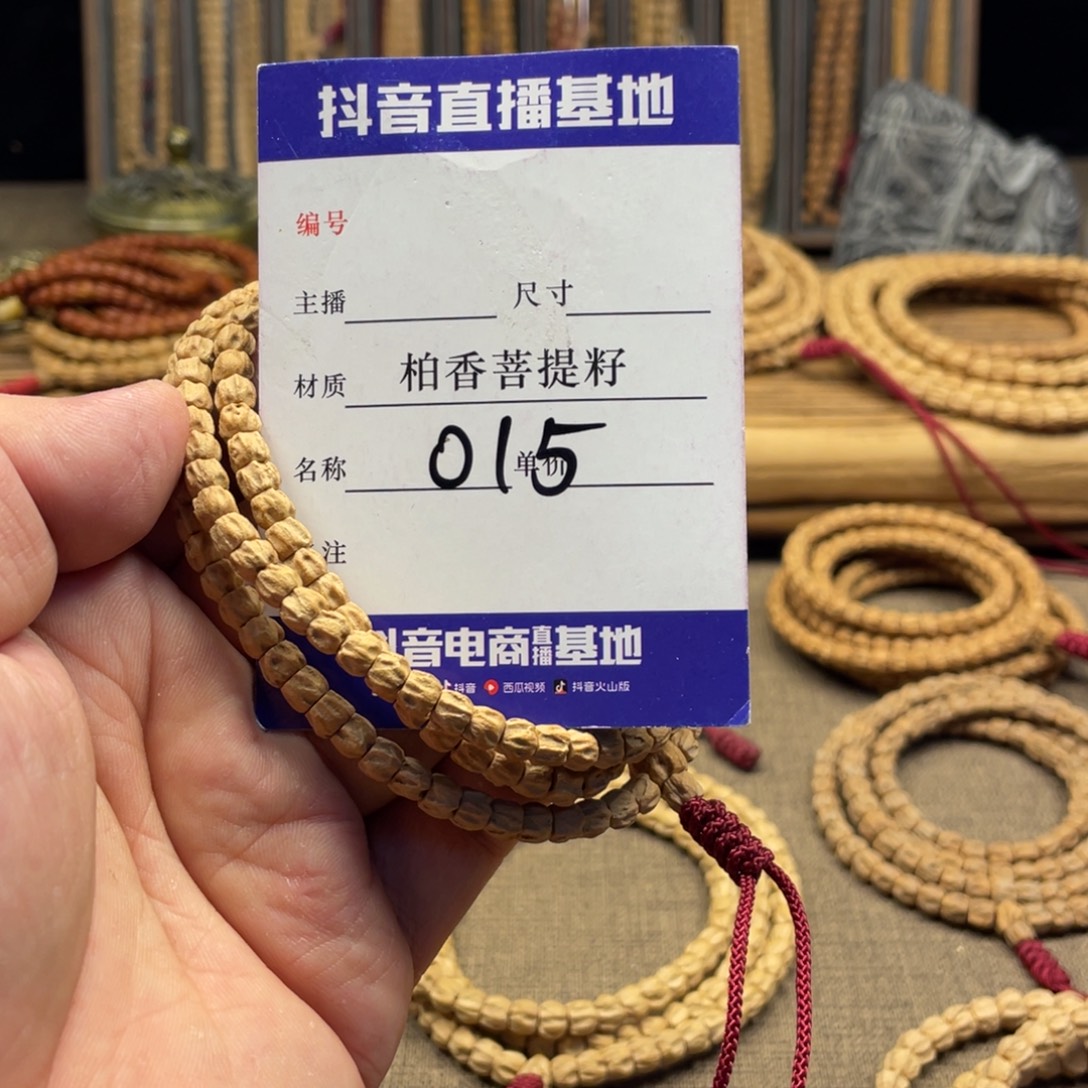 抖音直播基地
编号
主播 尺寸
材质 柏香菩提籽
名称 015 单价
注
抖音电商直播基地
抖音 西瓜视频 抖音火山版